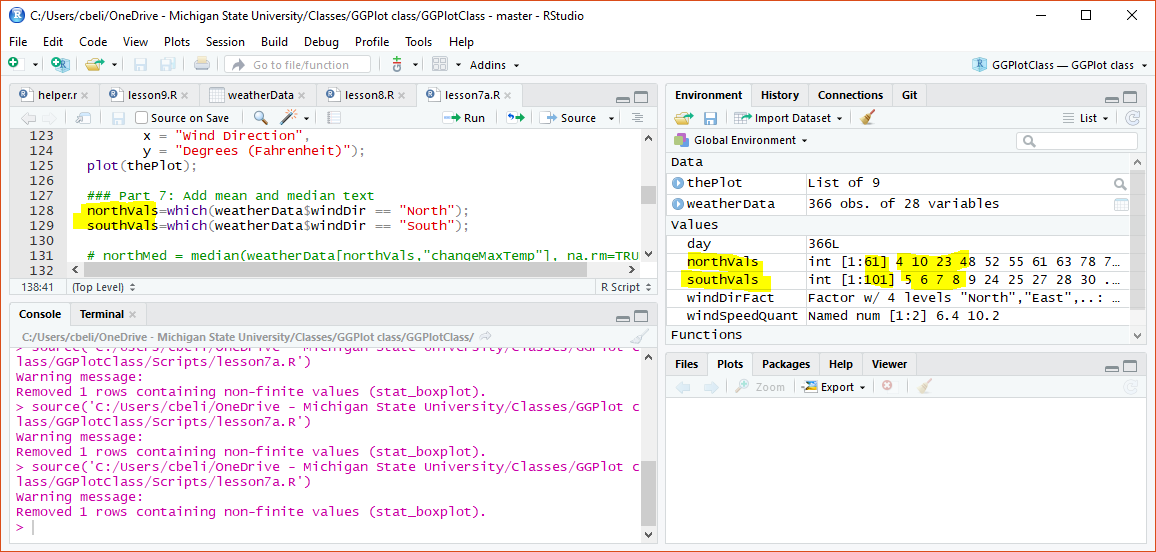 C:/Users/cbeli/OneDrive - Michigan State University/Classes/GGPlot class/GGPlotClass - master - RStudio
File Edit Code View Plots Session Build Debug Profile Tools Help
Go to file/function Addins GGPlotClass — GGPlot class
helper.r lesson9.R weatherData lesson8.R lesson7a.R
Source on Save Run Source
123 x = "Wind Direction",
124 y = "Degrees (Fahrenheit)");
125 plot(thePlot);
126
127 ### Part 7: Add mean and median text
128 northVals=which(weatherData$windDir == "North");
129 southVals=which(weatherData$windDir == "South");
130
131 # northMed = median(weatherData[northVals,"changeMaxTemp"], na.rm=TRU
132
138:41 (Top Level) R Script
Console Terminal
C:/Users/cbeli/OneDrive - Michigan State University/Classes/GGPlot class/GGPlotClass/
> source('C:/Users/cbeli/OneDrive - Michigan State University/Classes/GGPlot c
lass/GGPlotClass/Scripts/lesson7a.R')
Warning message:
Removed 1 rows containing non-finite values (stat_boxplot).
> source('C:/Users/cbeli/OneDrive - Michigan State University/Classes/GGPlot c
lass/GGPlotClass/Scripts/lesson7a.R')
Warning message:
Removed 1 rows containing non-finite values (stat_boxplot).
> source('C:/Users/cbeli/OneDrive - Michigan State University/Classes/GGPlot c
lass/GGPlotClass/Scripts/lesson7a.R')
Warning message:
Removed 1 rows containing non-finite values (stat_boxplot).
>
Environment History Connections Git
Import Dataset List
Global Environment
Data
thePlot List of 9
weatherData 366 obs. of 28 variables
Values
day 366L
northVals int [1:61] 4 10 23 48 52 55 61 63 78 7…
southVals int [1:101] 5 6 7 8 9 24 25 27 28 30 …
windDirFact Factor w/ 4 levels "North","East",..: …
windSpeedQuant Named num [1:2] 6.4 10.2
Functions
Files Plots Packages Help Viewer
Zoom Export